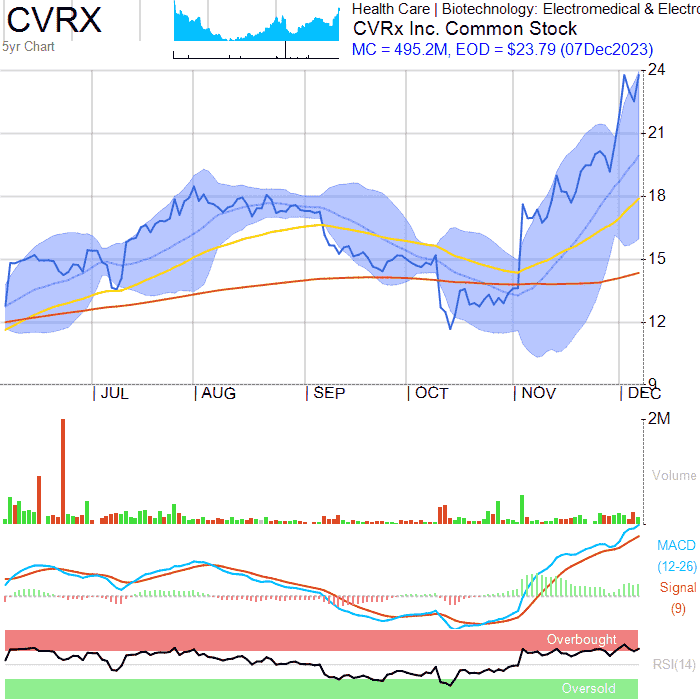 CVRX
5yr Chart
Health Care | Biotechnology: Electromedical & Electro
CVRx Inc. Common Stock
MC = 495.2M, EOD = $23.79 (07Dec2023)
24
21
18
15
12
9
JUL AUG SEP OCT NOV DEC
2M
Volume
MACD
(12-26)
Signal
(9)
Overbought
RSI(14)
Oversold